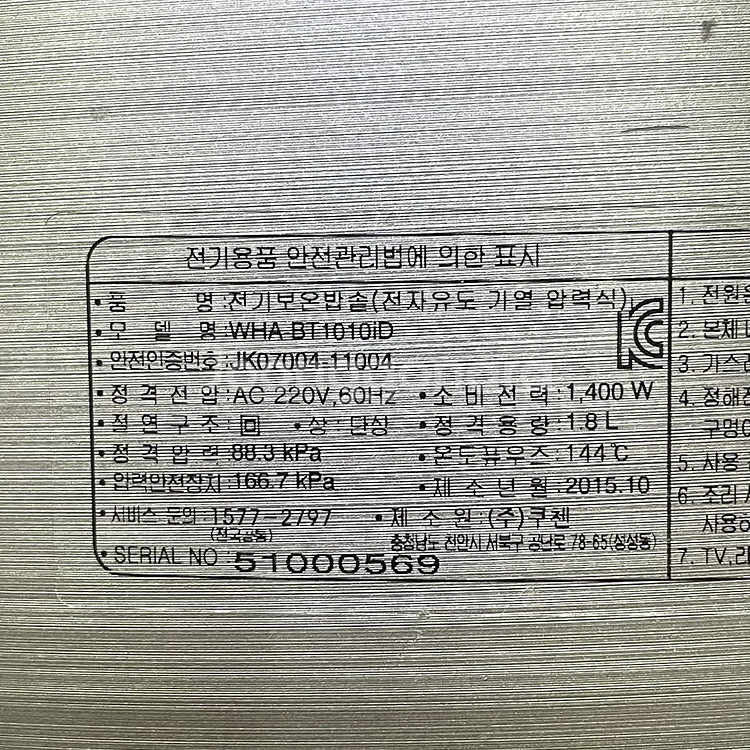 전기용품 안전관리법에 의한 표시
• 품 명 : 전기보온밥솥(전자유도 가열 압력식)
• 모 델 명 : WHA-BT1010iD
• 안전인증번호 : JK07004-11004
• 정 격 전 압 : AC 220V,60Hz • 소 비 전 력 : 1,400 W
• 절 연 구 조 : • 상 : 단상 • 정 격 용 량 : 1.8 L
• 정 격 압 력 : 88.3 kPa • 온도퓨우즈 : 144℃
• 압력안전장치 : 166.7 kPa • 제 조 년 월 : 2015.10
• 서비스 문의 : 1577-2797 • 제 조 원 : (주)쿠첸
(전국공통) 충청남도 천안시 서북구 공단로 78-65(성성동)
• SERIAL NO : 51000569
1. 전원
2. 본체
3. 가스
4. 정해진
구멍
5. 사용
6. 조리
사용
7. TV,